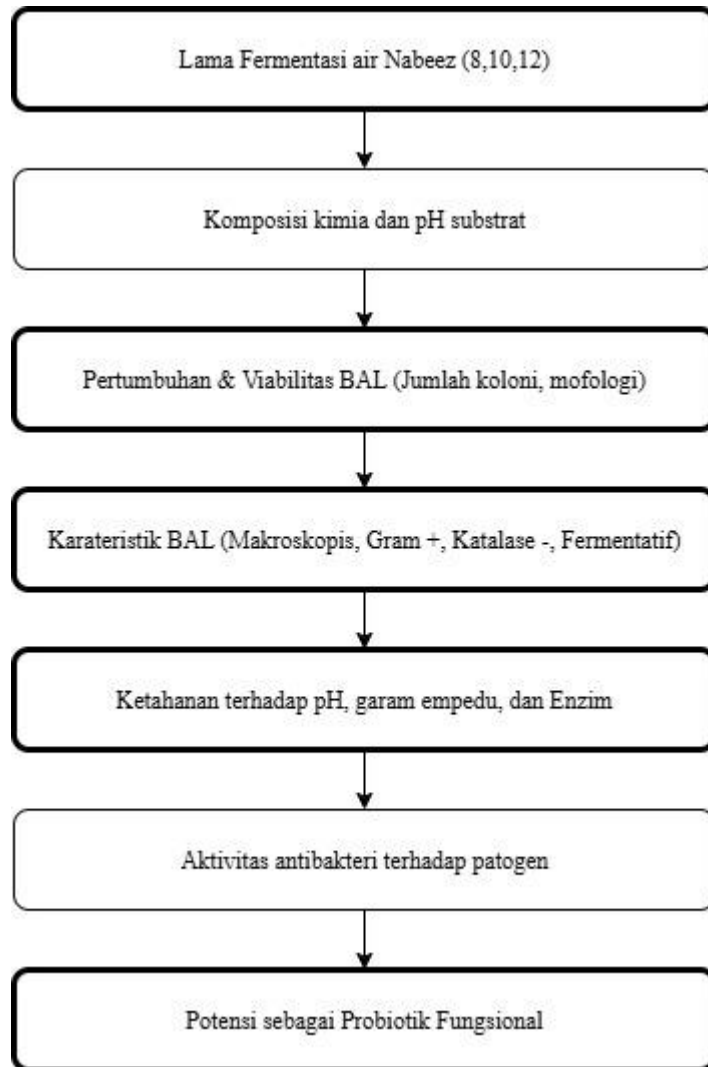 Lama Fermentasi air Nabeez (8,10,12)
Komposisi kimia dan pH substrat
Pertumbuhan & Viabilitas BAL (Jumlah koloni, mofologi)
Karateristik BAL (Makroskopis, Gram +, Katalase -, Fermentatif)
Ketahanan terhadap pH, garam empedu, dan Enzim
Aktivitas antibakteri terhadap patogen
Potensi sebagai Probiotik Fungsional